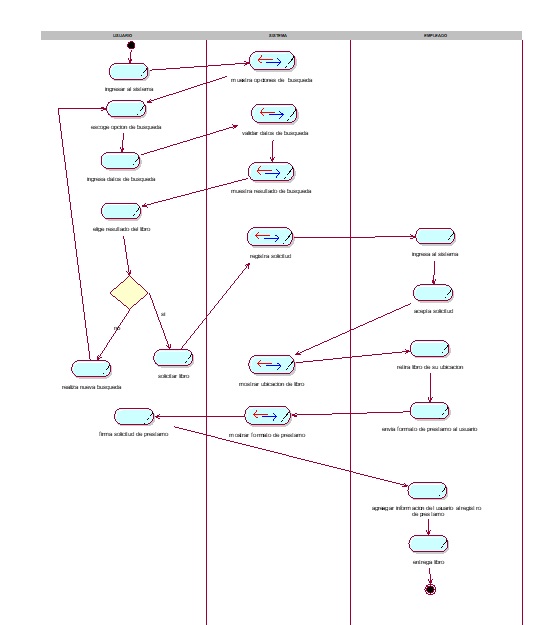 USUARIO
SISTEMA
EMPLEADO
ingresar al sistema
muestra opciones de busqueda
escoge opcion de busqueda
validar datos de busqueda
ingresa datos de busqueda
muestra resultado de busqueda
elige resultado del libro
registra solicitud
ingresa al sistema
si
no
acepta solicitud
solicitar libro
realiza nueva busqueda
mostrar ubicacion de libro
retira libro de su ubicacion
firma solicitud de prestamo
mostrar formato de prestamo
envia formato de prestamo al usuario
agregar informacion del usuario al registro
de prestamo
entrega libro